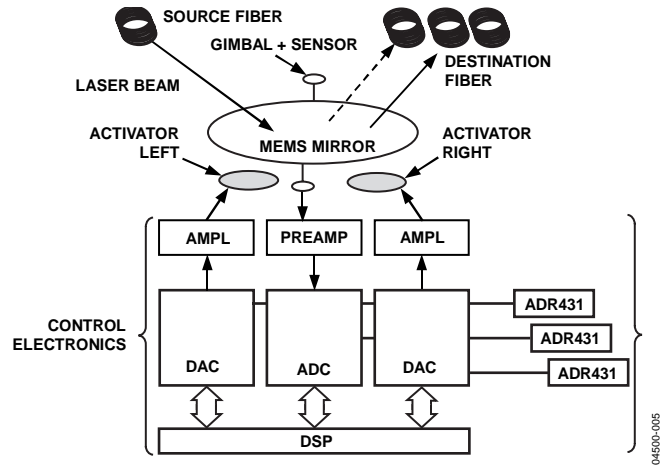 SOURCE FIBER
GIMBAL + SENSOR
DESTINATION
FIBER
LASER BEAM
ACTIVATOR
LEFT
MEMS MIRROR
ACTIVATOR
RIGHT
AMPL
PREAMP
AMPL
CONTROL
ELECTRONICS
DAC
ADC
DAC
ADR431
ADR431
ADR431
DSP
04500-005